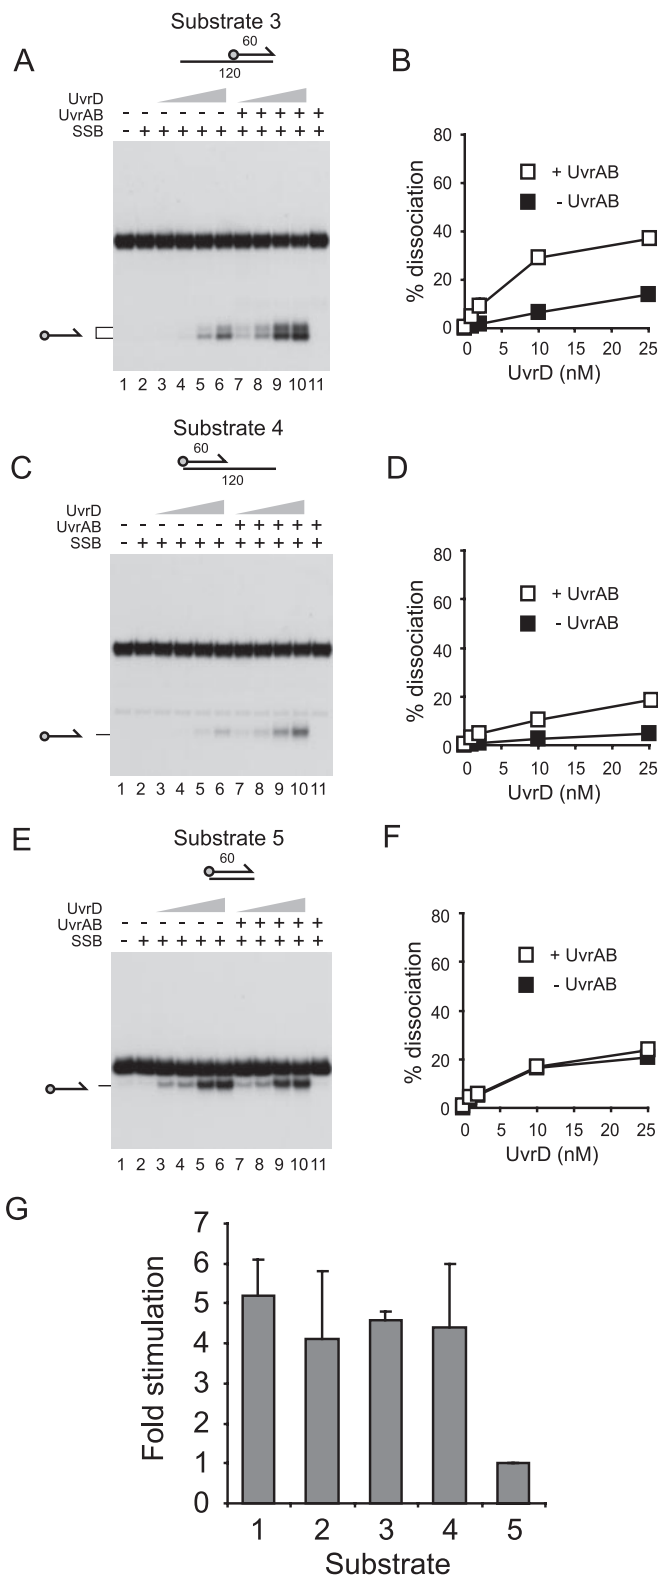 Substrate 3
A
60
120
B
UvrD
UvrAB - - - - - - + + + + +
SSB - + + + + + + + + + +
1 2 3 4 5 6 7 8 9 10 11
% dissociation
80
60
40
20
0
+ UvrAB
- UvrAB
0 5 10 15 20 25
UvrD (nM)
Substrate 4
C
60
120
D
UvrD
UvrAB - - - - - - + + + + +
SSB - + + + + + + + + + +
1 2 3 4 5 6 7 8 9 10 11
% dissociation
80
60
40
20
0
+ UvrAB
- UvrAB
0 5 10 15 20 25
UvrD (nM)
Substrate 5
E
60
F
UvrD
UvrAB - - - - - - + + + + +
SSB - + + + + + + + + + +
1 2 3 4 5 6 7 8 9 10 11
% dissociation
80
60
40
20
0
+ UvrAB
- UvrAB
0 5 10 15 20 25
UvrD (nM)
G
Fold stimulation
7
6
5
4
3
2
1
0
1 2 3 4 5
Substrate